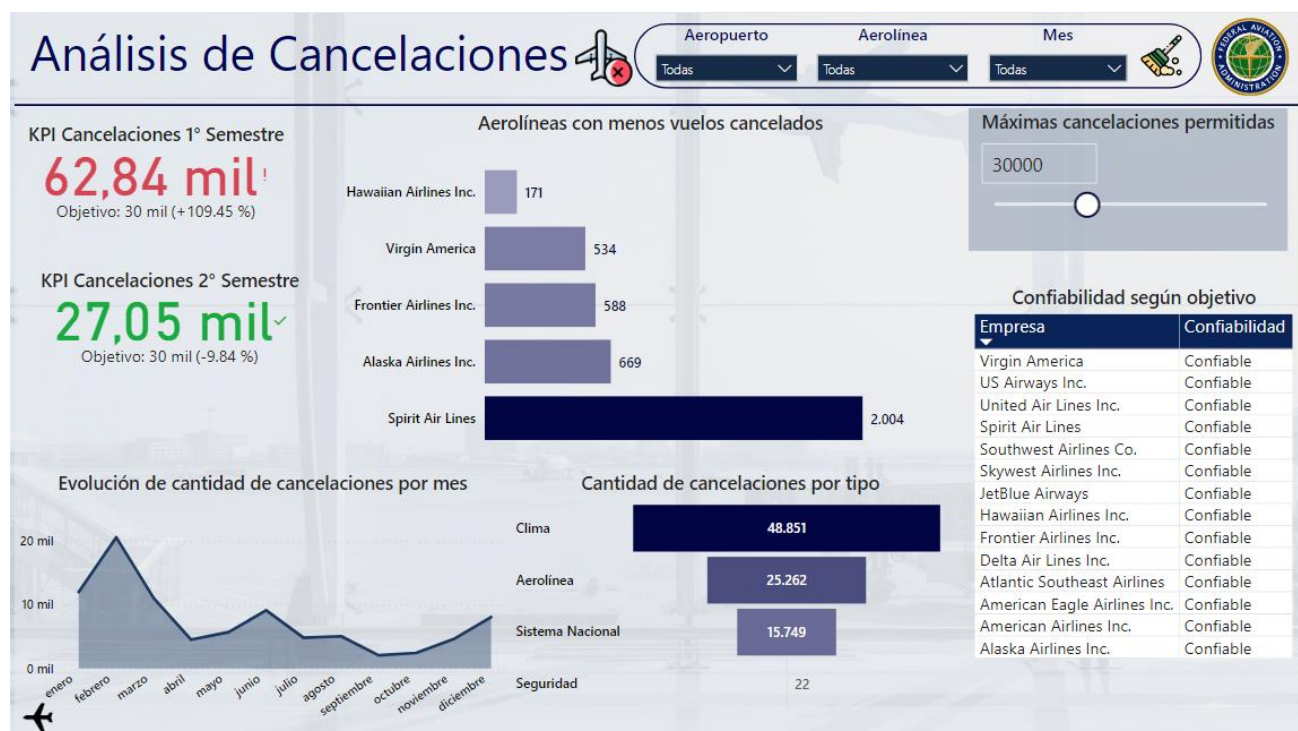 Análisis de Cancelaciones
Aeropuerto
Todas
Aerolínea
Todas
Mes
Todas
FEDERAL AVIATION
ADMINISTRATION
KPI Cancelaciones 1° Semestre
62,84 mil!
Objetivo: 30 mil (+109.45 %)
KPI Cancelaciones 2° Semestre
27,05 mil
Objetivo: 30 mil (-9.84 %)
Aerolíneas con menos vuelos cancelados
Hawaiian Airlines Inc. 171
Virgin America 534
Frontier Airlines Inc. 588
Alaska Airlines Inc. 669
Spirit Air Lines 2.004
Máximas cancelaciones permitidas
30000
Confiabilidad según objetivo
Empresa Confiabilidad
Virgin America Confiable
US Airways Inc. Confiable
United Air Lines Inc. Confiable
Spirit Air Lines Confiable
Southwest Airlines Co. Confiable
Skywest Airlines Inc. Confiable
JetBlue Airways Confiable
Hawaiian Airlines Inc. Confiable
Frontier Airlines Inc. Confiable
Delta Air Lines Inc. Confiable
Atlantic Southeast Airlines Confiable
American Eagle Airlines Inc. Confiable
American Airlines Inc. Confiable
Alaska Airlines Inc. Confiable
Evolución de cantidad de cancelaciones por mes
20 mil
10 mil
0 mil
enero febrero marzo abril mayo junio julio agosto septiembre octubre noviembre diciembre
Cantidad de cancelaciones por tipo
Clima 48.851
Aerolínea 25.262
Sistema Nacional 15.749
Seguridad 22